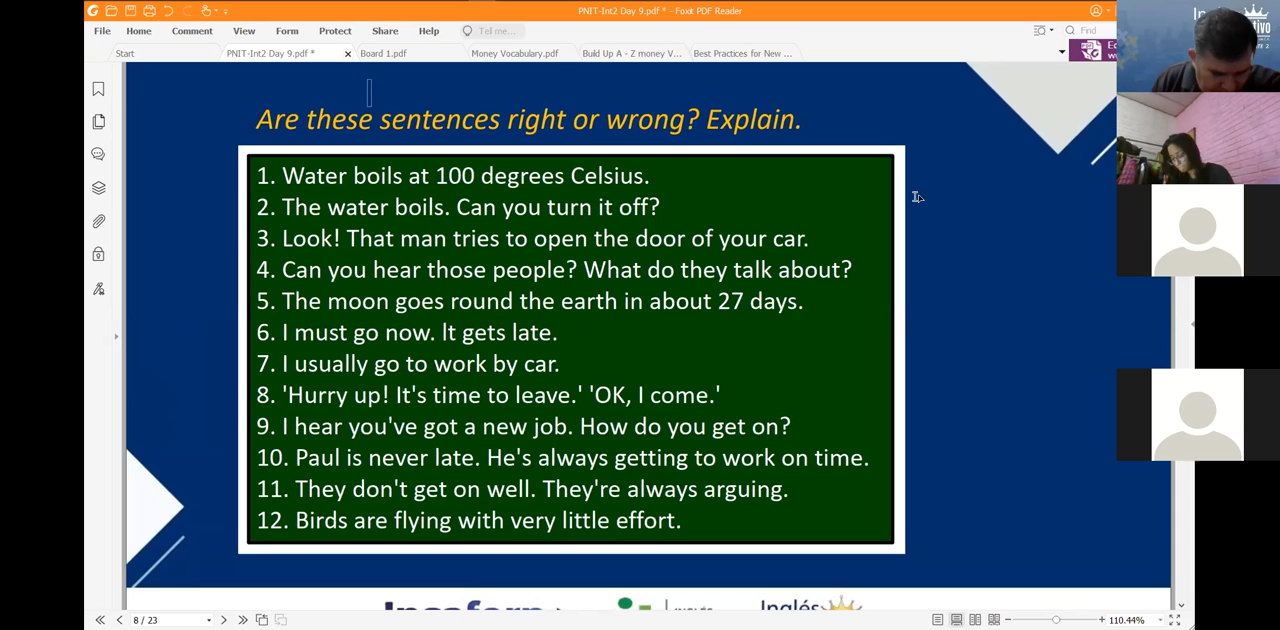 PNIT-Int2 Day 9.pdf * - Foxit PDF Reader
File Home Comment View Form Protect Share Help Tell me... Find
Start PNIT-Int2 Day 9.pdf * Board 1.pdf Money Vocabulary.pdf Build Up A - Z money V... Best Practices for New ...
Are these sentences right or wrong? Explain.
1. Water boils at 100 degrees Celsius.
2. The water boils. Can you turn it off?
3. Look! That man tries to open the door of your car.
4. Can you hear those people? What do they talk about?
5. The moon goes round the earth in about 27 days.
6. I must go now. lt gets late.
7. I usually go to work by car.
8. 'Hurry up! It's time to leave.' 'OK, I come.'
9. I hear you've got a new job. How do you get on?
10. Paul is never late. He's always getting to work on time.
11. They don't get on well. They're always arguing.
12. Birds are flying with very little effort.
Inglés
8 / 23 110.44%